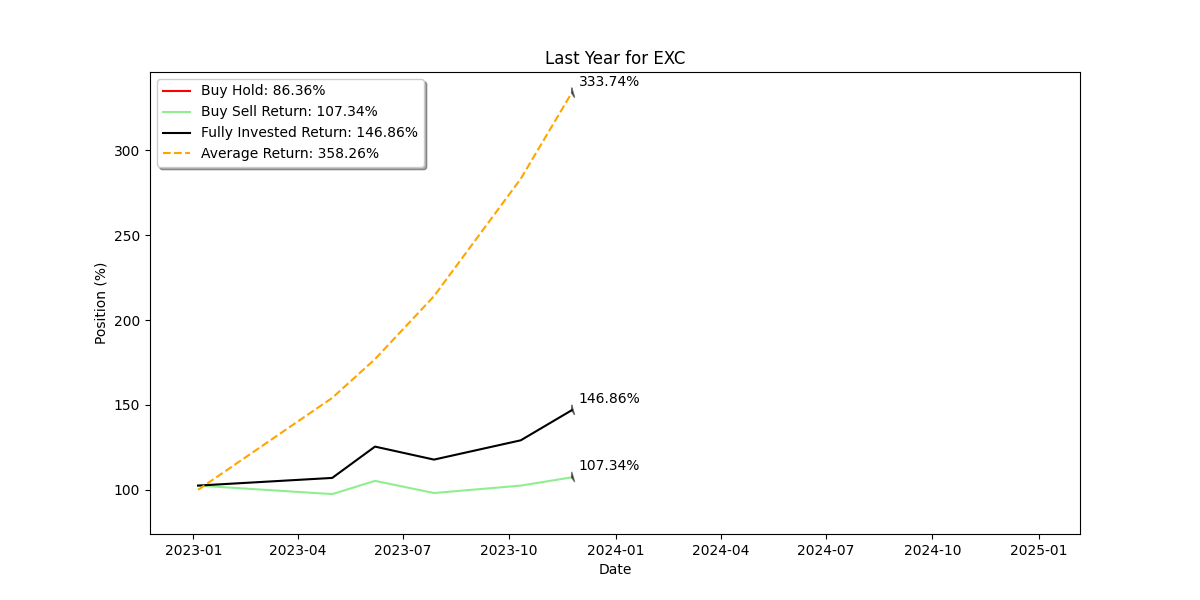 Last Year for EXC
Buy Hold: 86.36%
Buy Sell Return: 107.34%
Fully Invested Return: 146.86%
Average Return: 358.26%
333.74%
146.86%
107.34%
Position (%)
300
250
200
150
100
2023-01
2023-04
2023-07
2023-10
2024-01
2024-04
2024-07
2024-10
2025-01
Date